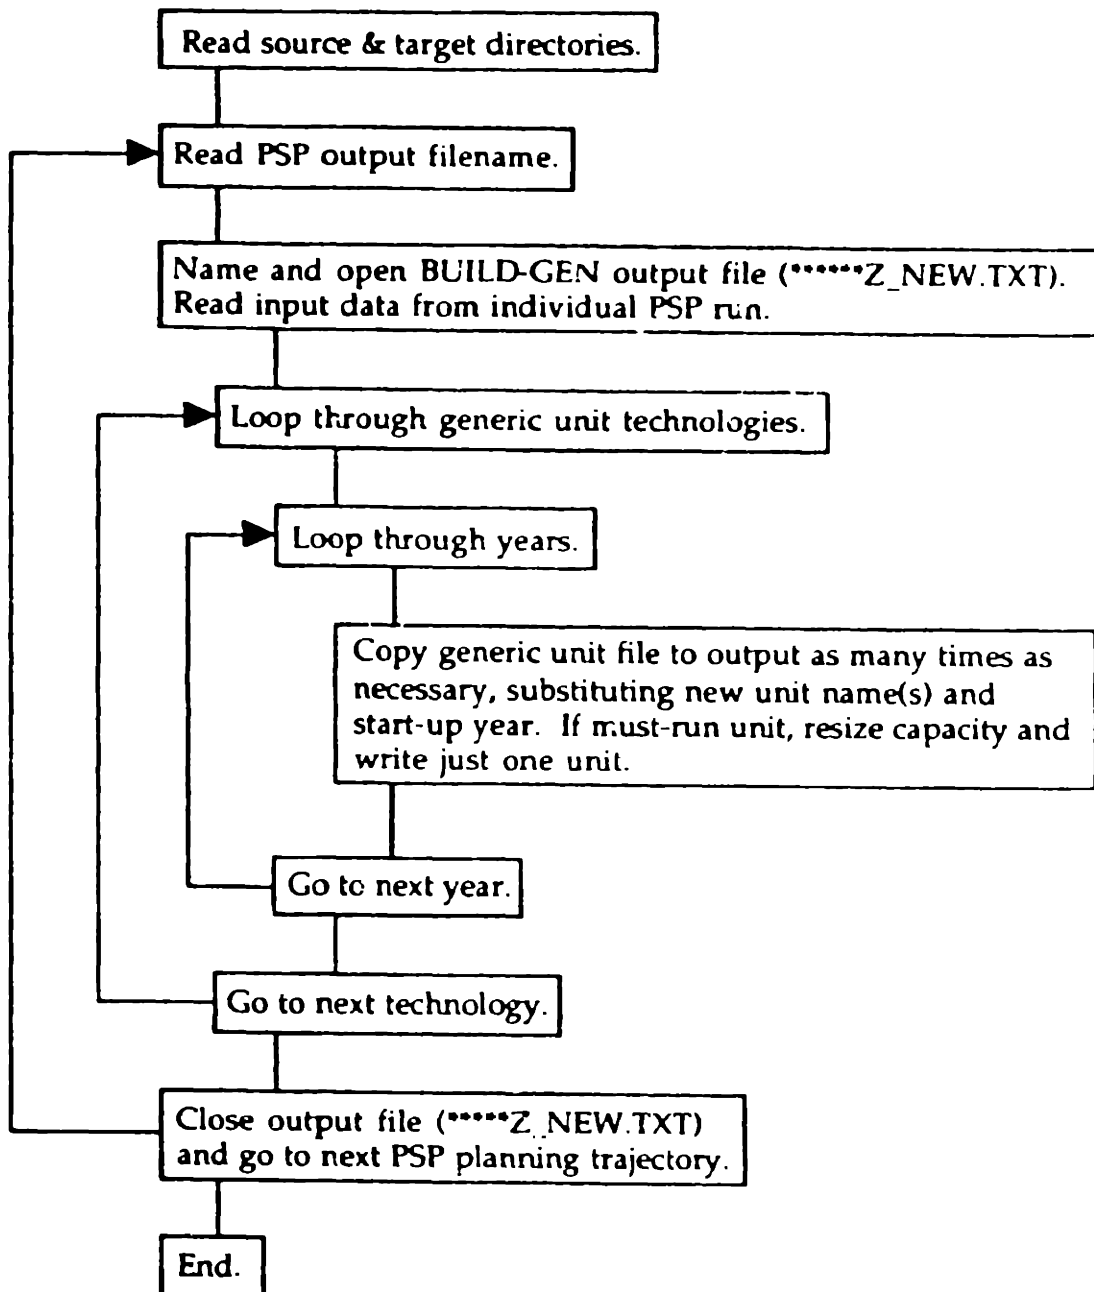 Read source & target directories.
Read PSP output filename.
Name and open BUILD-GEN output file (******Z_NEW.TXT).
Read input data from individual PSP run.
Loop through generic unit technologies.
Loop through years.
Copy generic unit file to output as many times as
necessary, substituting new unit name(s) and
start-up year. If must-run unit, resize capacity and
write just one unit.
Go to next year.
Go to next technology.
Close output file (*****Z_NEW.TXT)
and go to next PSP planning trajectory.
End.